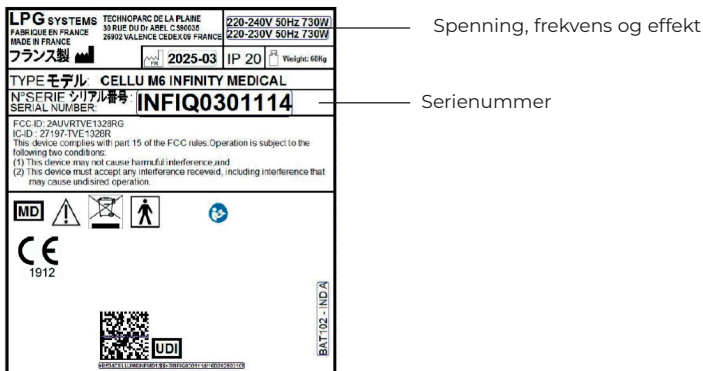 LPG SYSTEMS
FABRIQUE EN FRANCE
MADE IN FRANCE
フランス製
TECHNOPARC DE LA PLAINE
30 RUE DU Dr ABEL C S90035
26902 VALENCE CEDEX 09 FRANCE
220-240V 50Hz 730W
220-230V 50Hz 730W
Spenning, frekvens og effekt
FR
2025-03
IP 20
Weight: 68Kg
TYPE モデル: CELLU M6 INFINITY MEDICAL
N°SERIE シリアル番号:
SERIAL NUMBER:
INFIQ0301114
Serienummer
FCC-ID: 2AUVRTVE1328RG
IC-ID : 27197-TVE1328R
This device complies with part 15 of the FCC rules.Operation is subject to the
following two conditions:
(1) This device may not cause harmful interference,and
(2) This device must accept any interference receveid, including interference that
may cause undisired operation.
MD
CE
1912
UDI
BAT102 - IND A